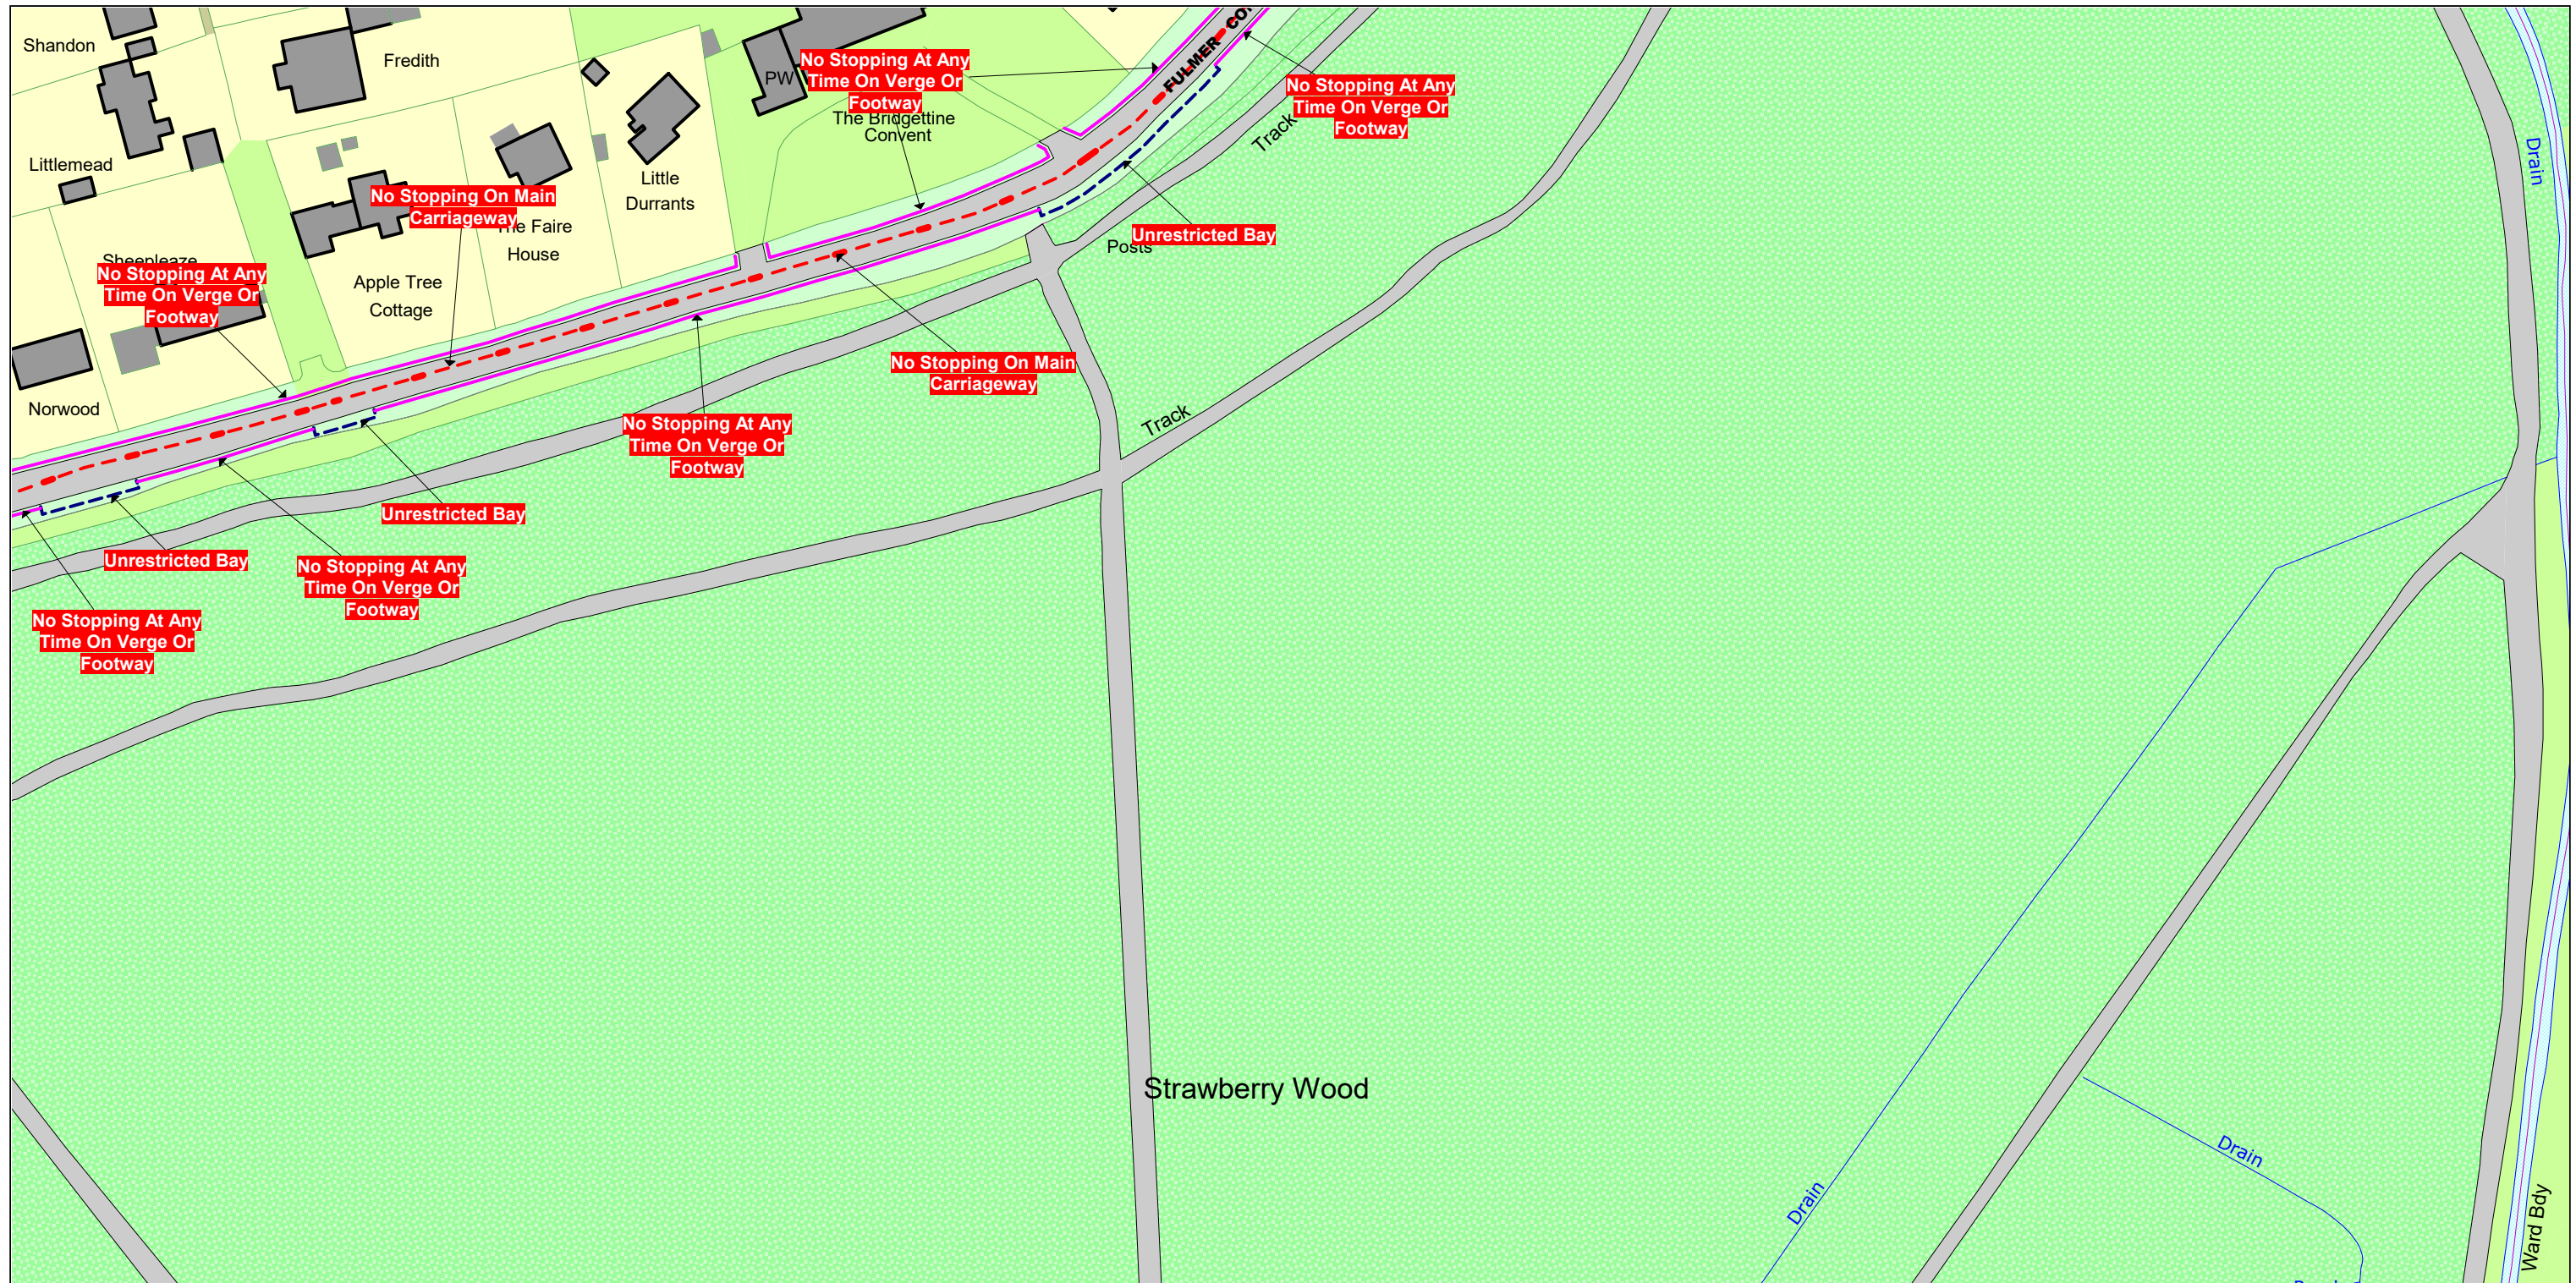 Shandon
Fredith
Littlemead
PW
No Stopping At Any
Time On Verge Or
Footway
The Bridgettine
Convent
FULMER
No Stopping At Any
Time On Verge Or
Footway
Track
Little
Durrants
No Stopping On Main
Carriageway
The Faire
House
Unrestricted Bay
Posts
Sheepleaze
No Stopping At Any
Time On Verge Or
Footway
Apple Tree
Cottage
Norwood
No Stopping On Main
Carriageway
No Stopping At Any
Time On Verge Or
Footway
Track
Unrestricted Bay
Unrestricted Bay
No Stopping At Any
Time On Verge Or
Footway
No Stopping At Any
Time On Verge Or
Footway
Drain
Strawberry Wood
Drain
Drain
Ward Bdy